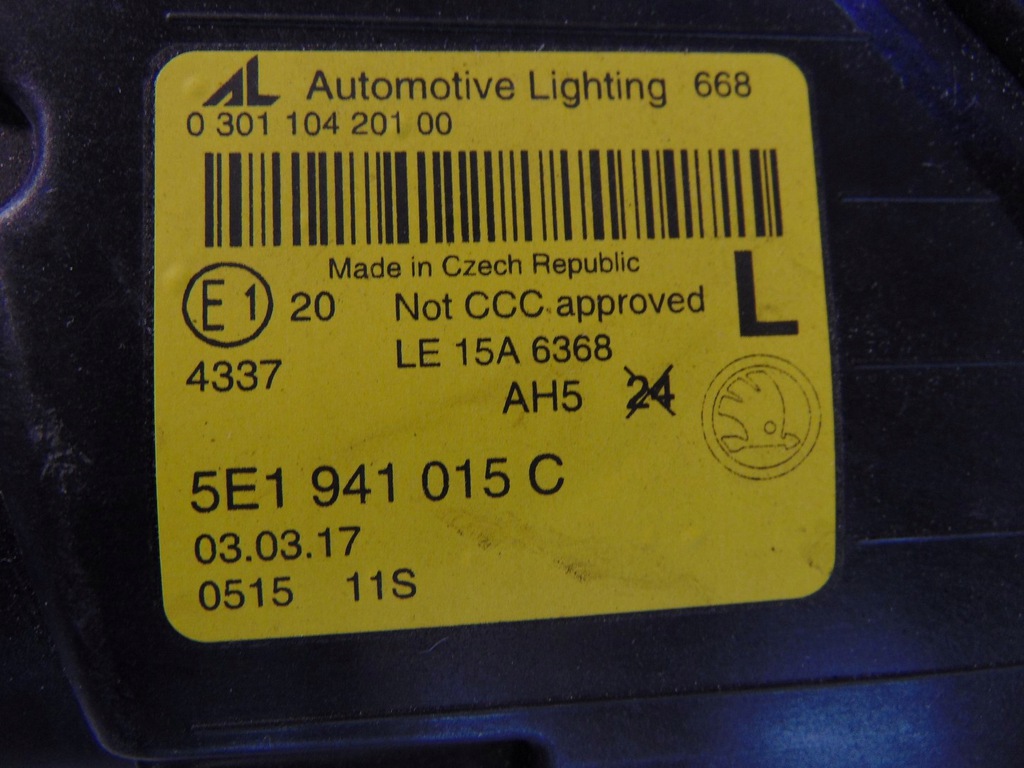 AL Automotive Lighting 668
0 301 104 201 00
Made in Czech Republic
E1 20 Not CCC approved L
4337 LE 15A 6368
AH5 24
5E1 941 015 C
03.03.17
0515 11S